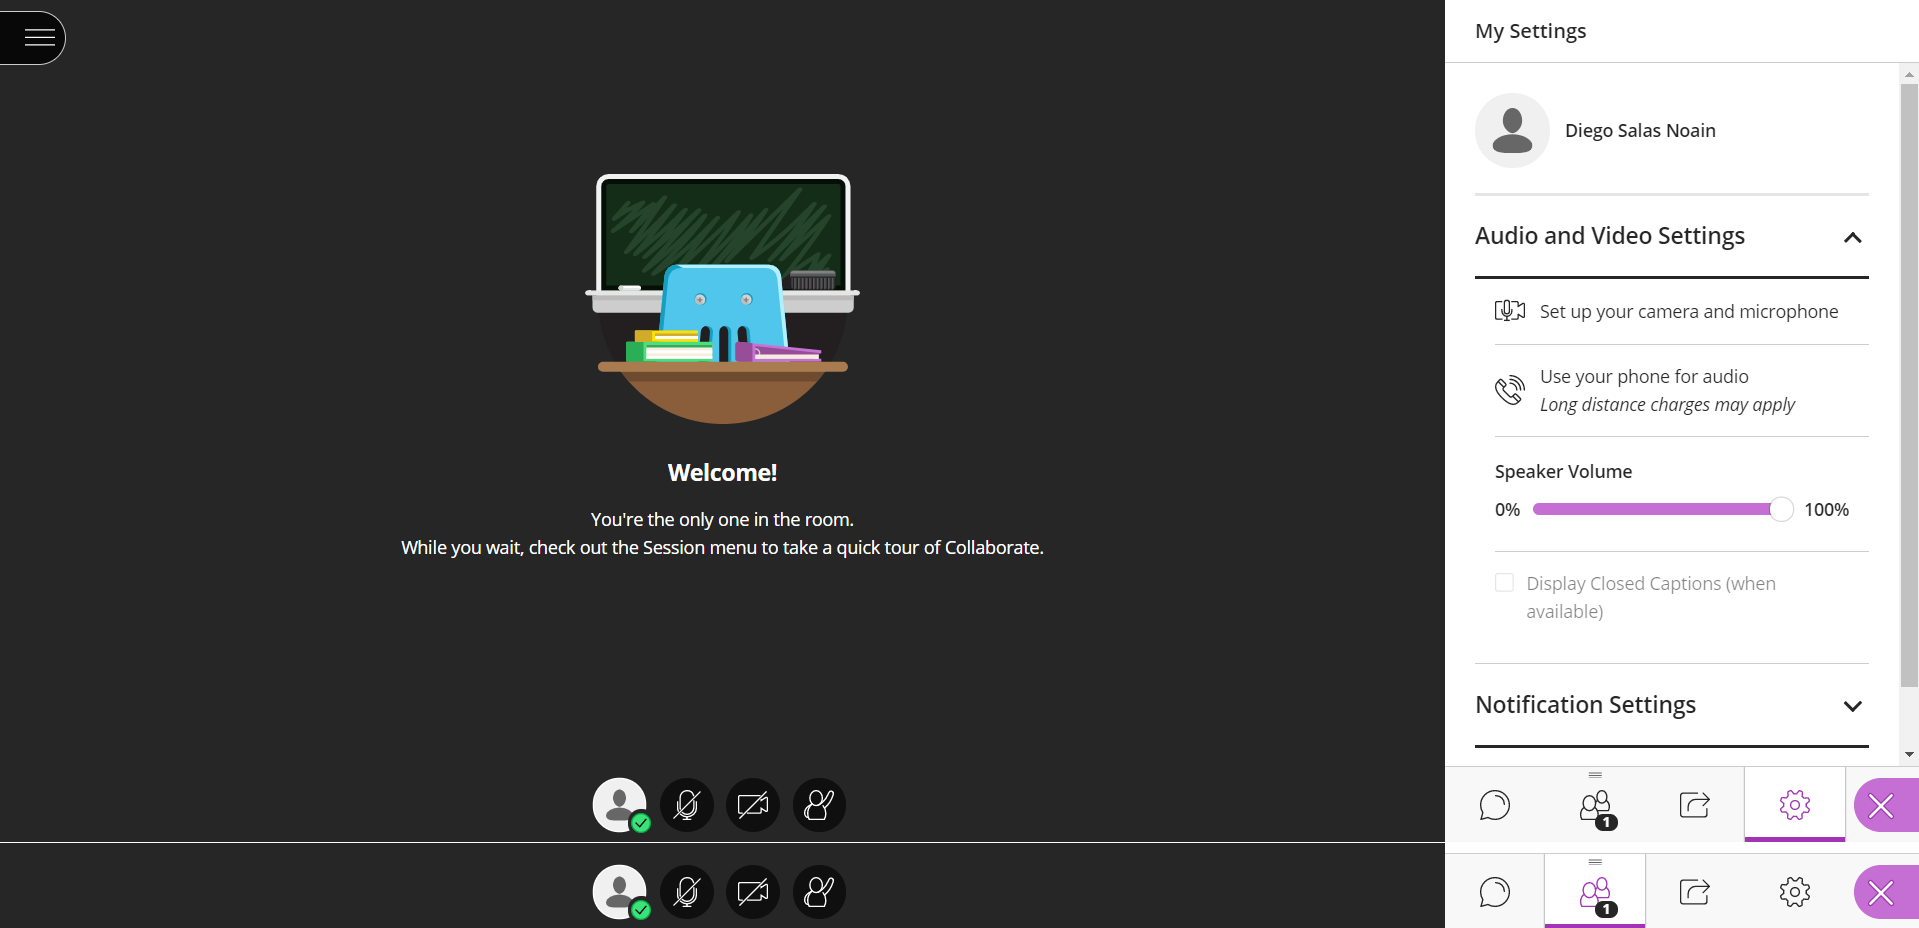 My Settings
Diego Salas Noain
Audio and Video Settings
Set up your camera and microphone
Use your phone for audio
Long distance charges may apply
Speaker Volume
0% 100%
Display Closed Captions (when
available)
Notification Settings
Welcome!
You're the only one in the room.
While you wait, check out the Session menu to take a quick tour of Collaborate.
1
1